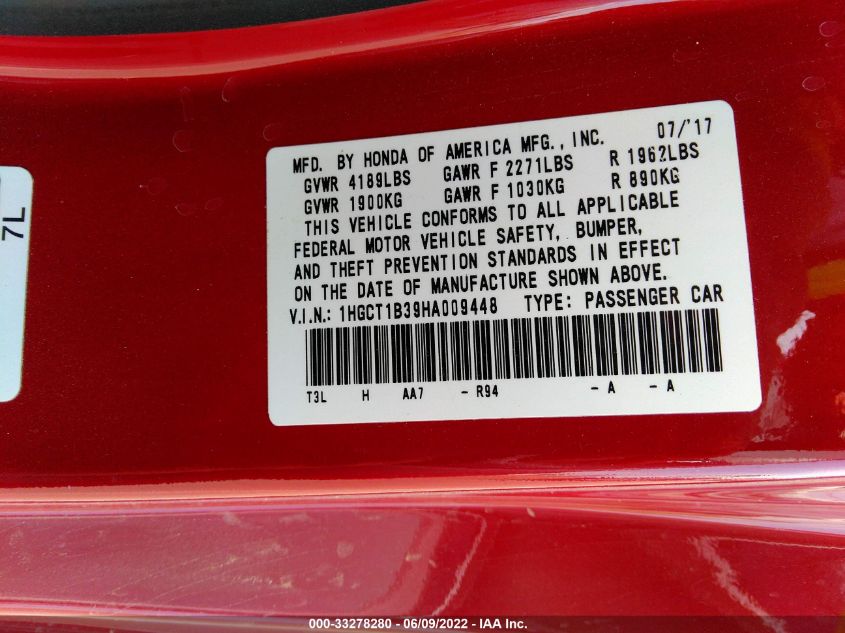 7L
MFD. BY HONDA OF AMERICA MFG., INC. 07/'17
GVWR 4189LBS GAWR F 2271LBS R 1962LBS
GVWR 1900KG GAWR F 1030KG R 890KG
THIS VEHICLE CONFORMS TO ALL APPLICABLE
FEDERAL MOTOR VEHICLE SAFETY, BUMPER,
AND THEFT PREVENTION STANDARDS IN EFFECT
ON THE DATE OF MANUFACTURE SHOWN ABOVE.
V.I.N.: 1HGCT1B39HA009448 TYPE: PASSENGER CAR
T3L H AA7 - R94 - A - A
000-33278280 - 06/09/2022 - IAA Inc.